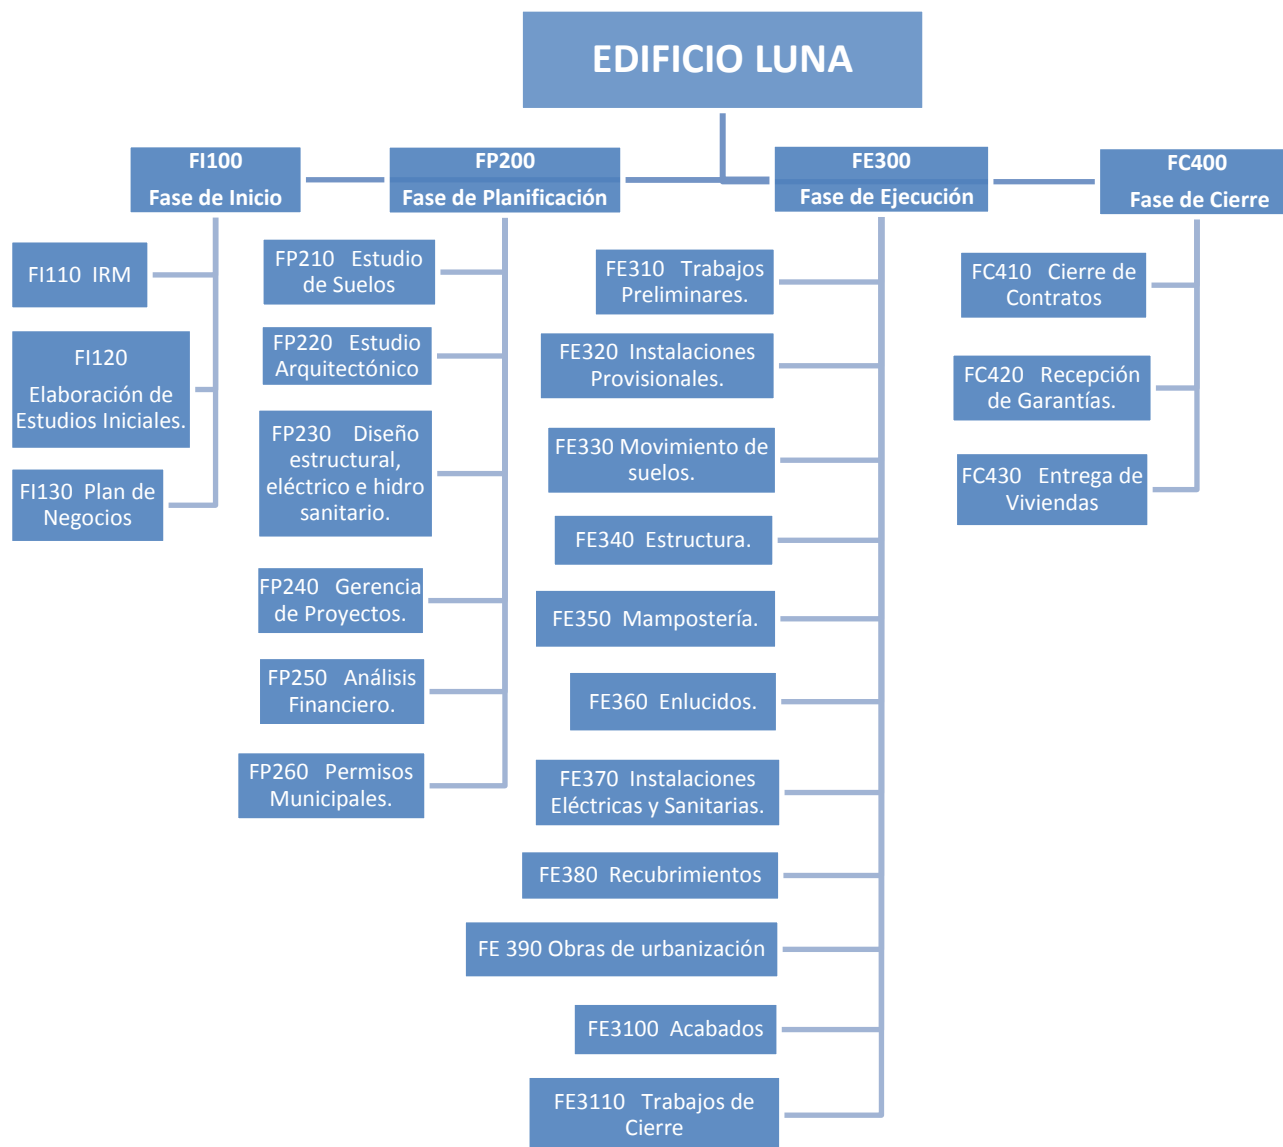 EDIFICIO LUNA
FI100
Fase de Inicio
FI110 IRM
FI120
Elaboración de
Estudios Iniciales.
FI130 Plan de
Negocios
FP200
Fase de Planificación
FP210 Estudio
de Suelos
FP220 Estudio
Arquitectónico
FP230 Diseño
estructural,
eléctrico e hidro
sanitario.
FP240 Gerencia
de Proyectos.
FP250 Análisis
Financiero.
FP260 Permisos
Municipales.
FE300
Fase de Ejecución
FE310 Trabajos
Preliminares.
FE320 Instalaciones
Provisionales.
FE330 Movimiento de
suelos.
FE340 Estructura.
FE350 Mampostería.
FE360 Enlucidos.
FE370 Instalaciones
Eléctricas y Sanitarias.
FE380 Recubrimientos
FE 390 Obras de urbanización
FE3100 Acabados
FE3110 Trabajos de
Cierre
FC400
Fase de Cierre
FC410 Cierre de
Contratos
FC420 Recepción
de Garantías.
FC430 Entrega de
Viviendas